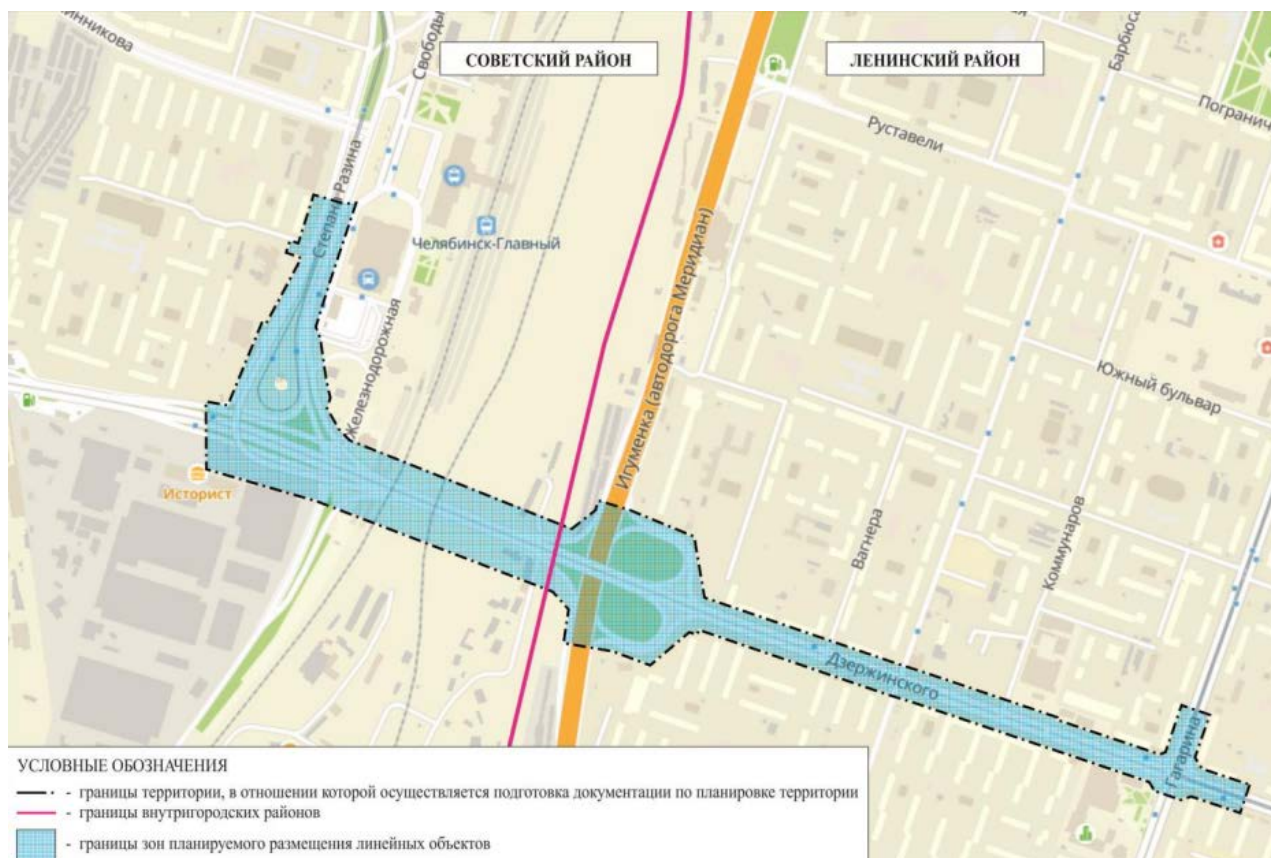 инникова
Свободы
СОВЕТСКИЙ РАЙОН
ЛЕНИНСКИЙ РАЙОН
Барбюса
Погранич
Руставели
Степана Разина
Челябинск-Главный
Железнодорожная
Игуменка (автодорога Меридиан)
Южный бульвар
Историст
Вагнера
Коммунаров
Дзержинского
Гагарина
УСЛОВНЫЕ ОБОЗНАЧЕНИЯ
- границы территории, в отношении которой осуществляется подготовка документации по планировке территории
- границы внутригородских районов
- границы зон планируемого размещения линейных объектов